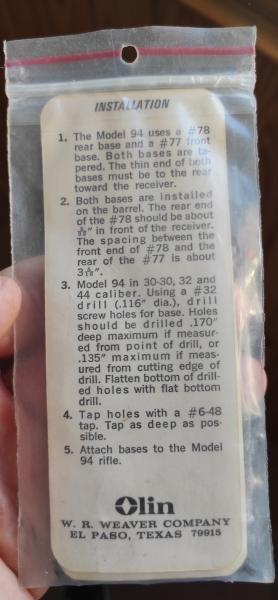 INSTALLATION
1. The Model 94 uses a #78
rear base and a #77 front
base. Both bases are ta-
pered. The thin end of both
bases must be to the rear
toward the receiver.
2. Both bases are installed
on the barrel. The rear end
of the #78 should be about
" in front of the receiver.
The spacing between the
front end of #78 and the
rear of the #77 is about
3. Model 94 in 30-30, 32 and
44 caliber. Using a #32
drill (.116" dia.), drill
screw holes for base. Holes
should be drilled .170"
deep maximum if measur-
ed from point of drill, or
.135" maximum if meas-
ured from cutting edge of
drill. Flatten bottom of drill-
ed holes with flat bottom
drill.
4. Tap holes with a #6-48
tap. Tap as deep as pos-
sible.
5. Attach bases to the Model
94 rifle.
Olin
W. R. WEAVER COMPANY
EL PASO, TEXAS 79915